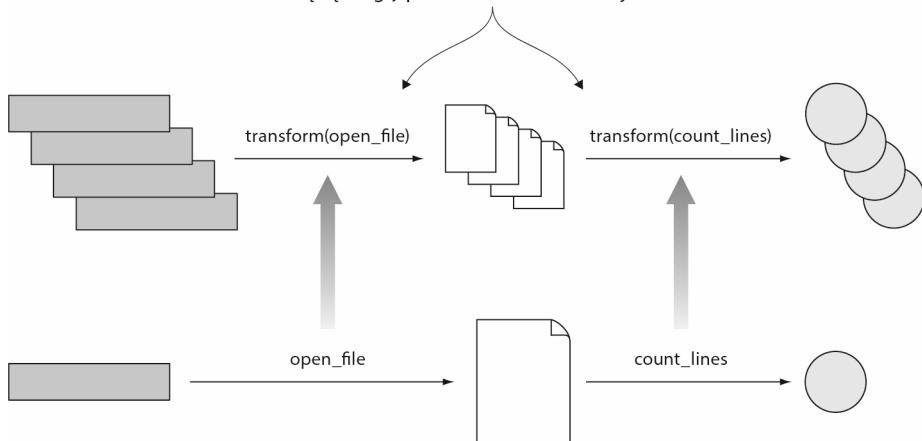 transform(open_file)
transform(count_lines)
open_file
count_lines